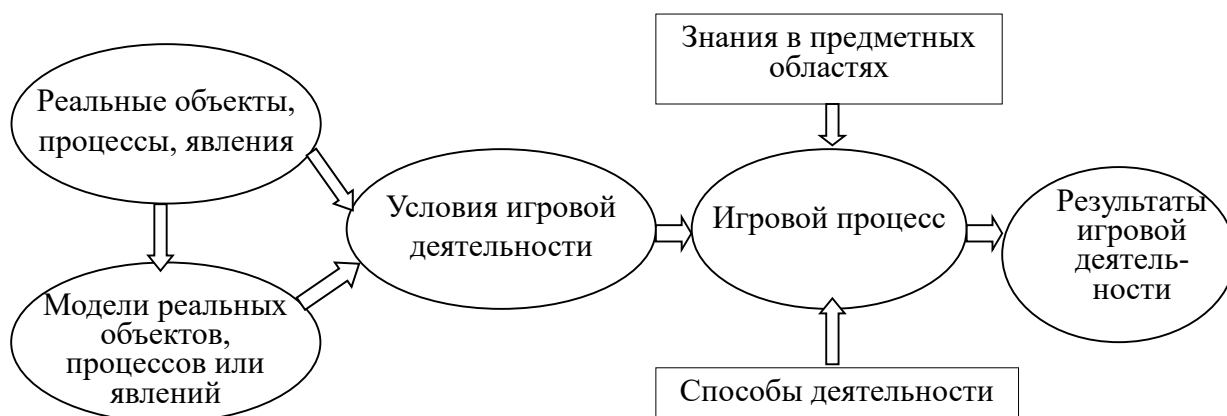 Реальные объекты,
процессы, явления
Модели реальных
объектов,
процессов или
явлений
Условия игровой
деятельности
Знания в предметных
областях
Игровой процесс
Способы деятельности
Результаты
игровой
деятель-
ности